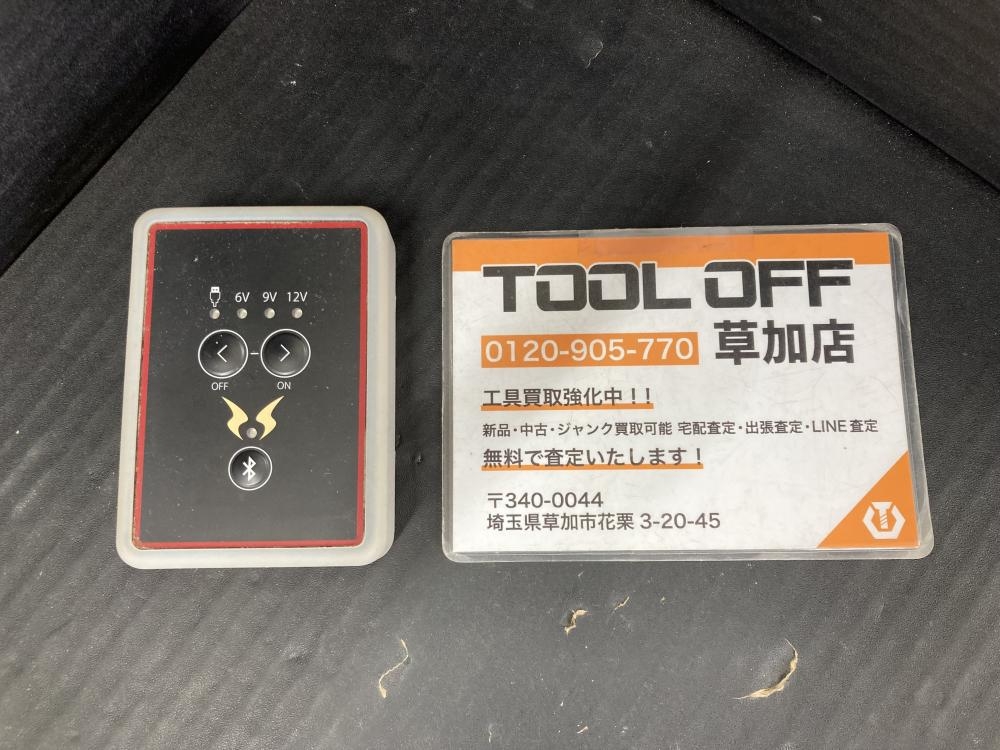 6V 9V 12V
OFF ON
TOOL OFF
0120-905-770 草加店
工具買取強化中!!
新品・中古・ジャンク買取可能 宅配査定・出張査定・LINE査定
無料で査定いたします!
〒340-0044
埼玉県草加市花栗 3-20-45